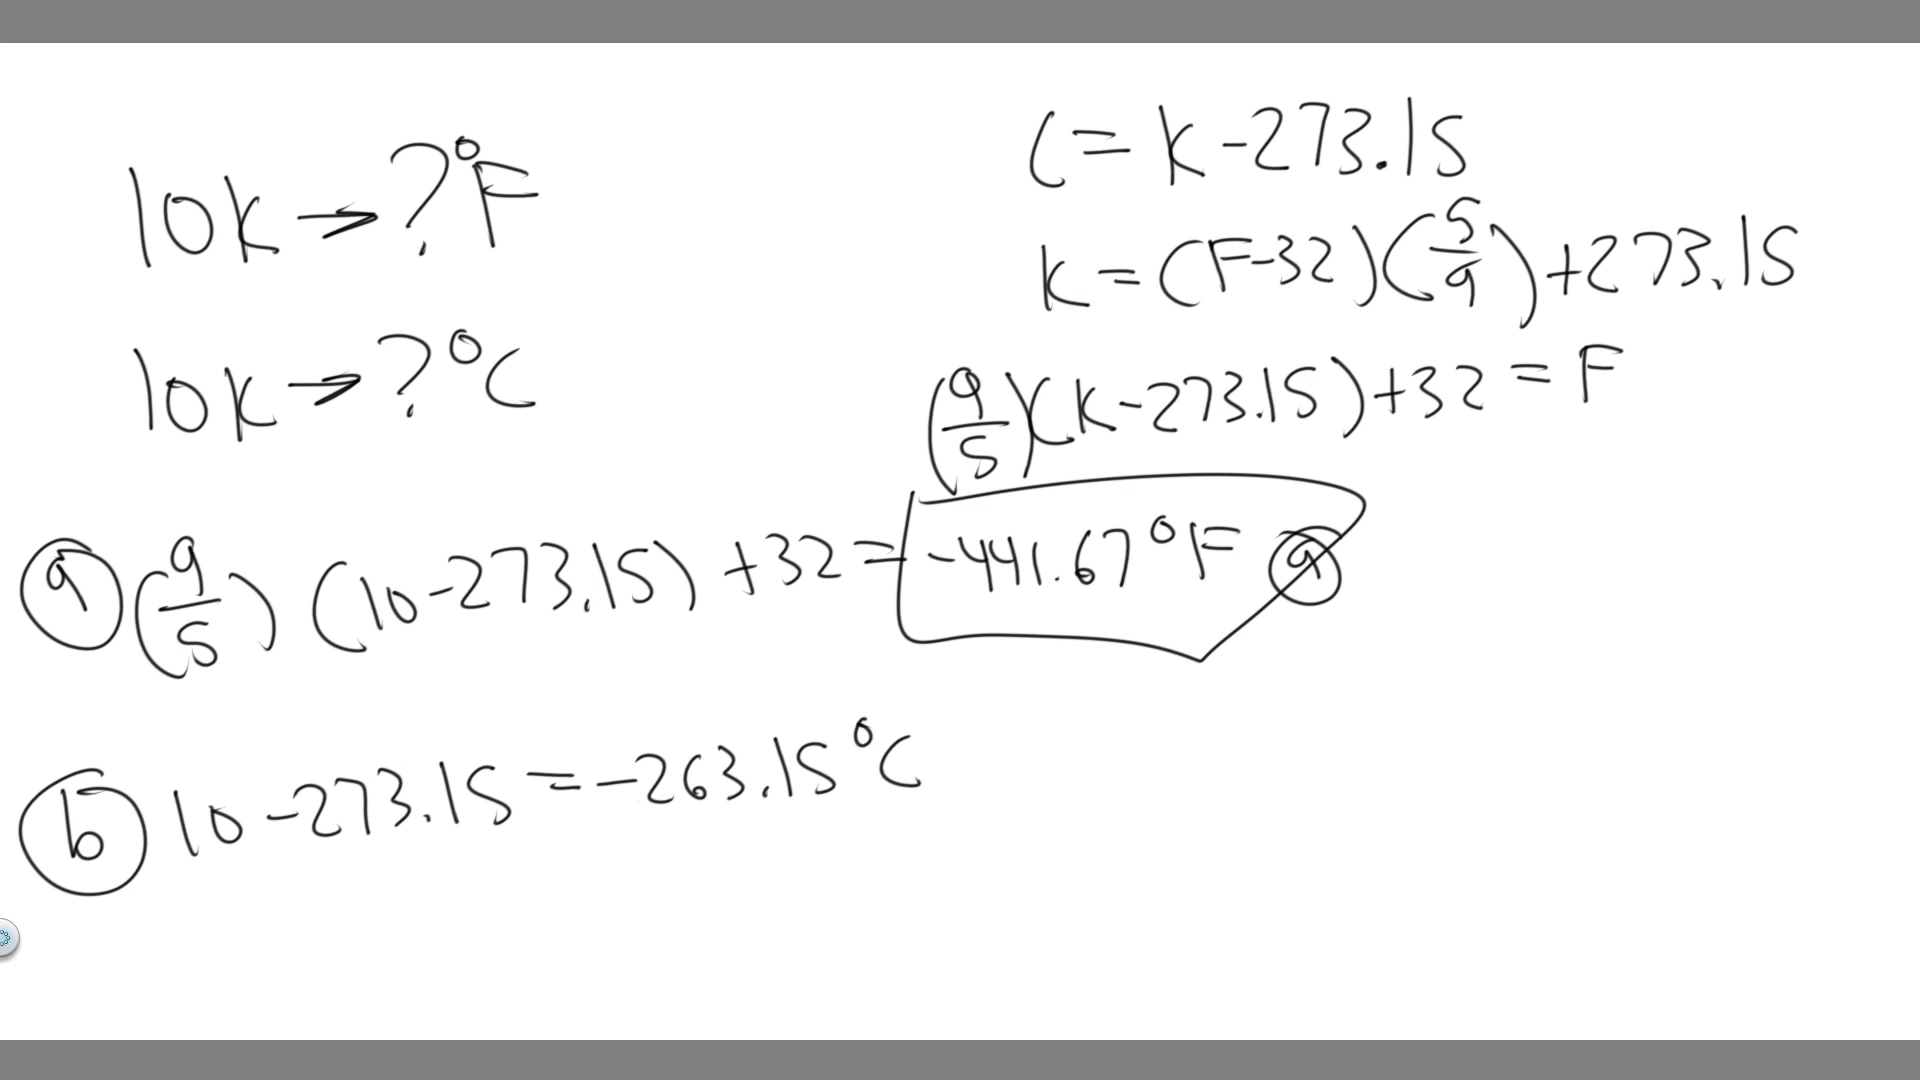 10k → ?°F
10k → ?°C
C = k - 273.15
k = (F-32)(5/9) + 273.15
(9/5)(k - 273.15) + 32 = F
a (9/5) (10 - 273.15) + 32 = -441.67°F a
b 10 - 273.15 = -263.15°C